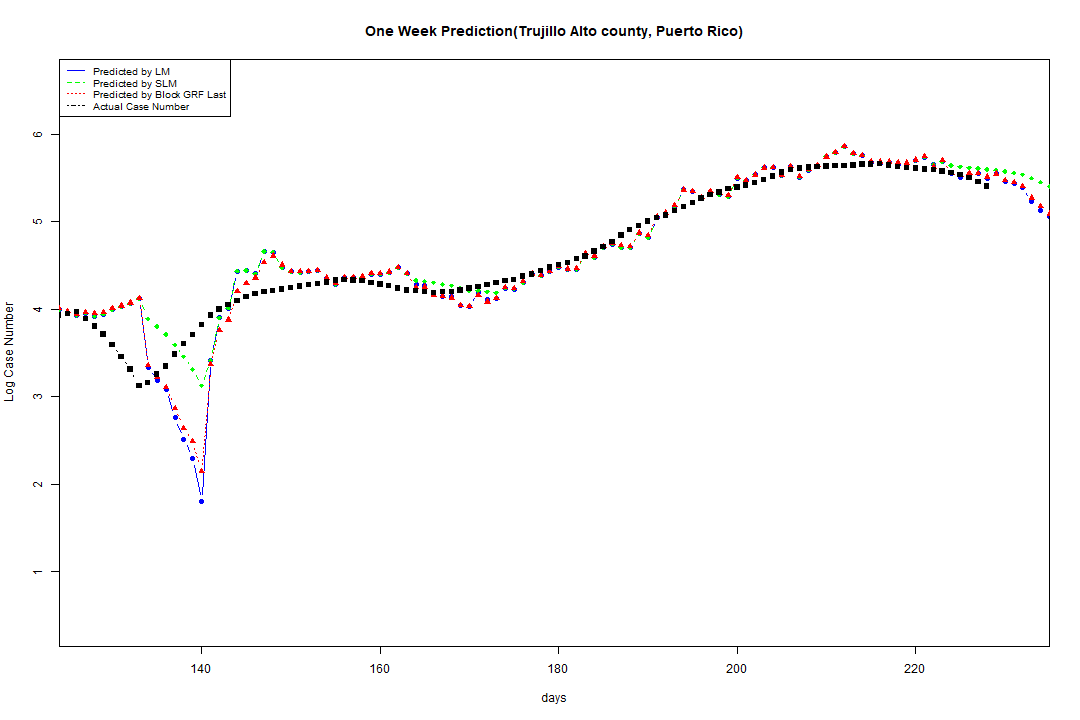 One Week Prediction(Trujillo Alto county, Puerto Rico)
Predicted by LM
Predicted by SLM
Predicted by Block GRF Last
Actual Case Number
6
5
4
3
2
1
Log Case Number
140 160 180 200 220
days